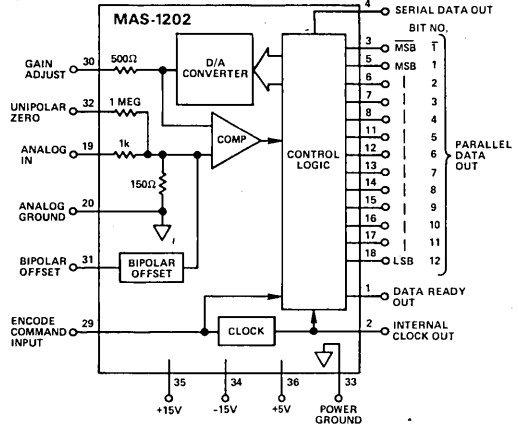 MAS-1202
4 SERIAL DATA OUT
BIT NO.
3 MSB 1
5 MSB 1
6 2
7 3
8 4
11 5
12 6
13 7
14 8
15 9
16 10
17 11
18 LSB 12
PARALLEL
DATA
OUT
1 DATA READY
OUT
2 INTERNAL
CLOCK OUT
GAIN
ADJUST
30
500Ω
UNIPOLAR
ZERO
32
1 MEG
ANALOG
IN
19
1k
150Ω
ANALOG
GROUND
20
BIPOLAR
OFFSET
31
BIPOLAR
OFFSET
ENCODE
COMMAND
INPUT
29
D/A
CONVERTER
COMP
CONTROL
LOGIC
CLOCK
35
+15V
34
-15V
36
+5V
33
POWER
GROUND